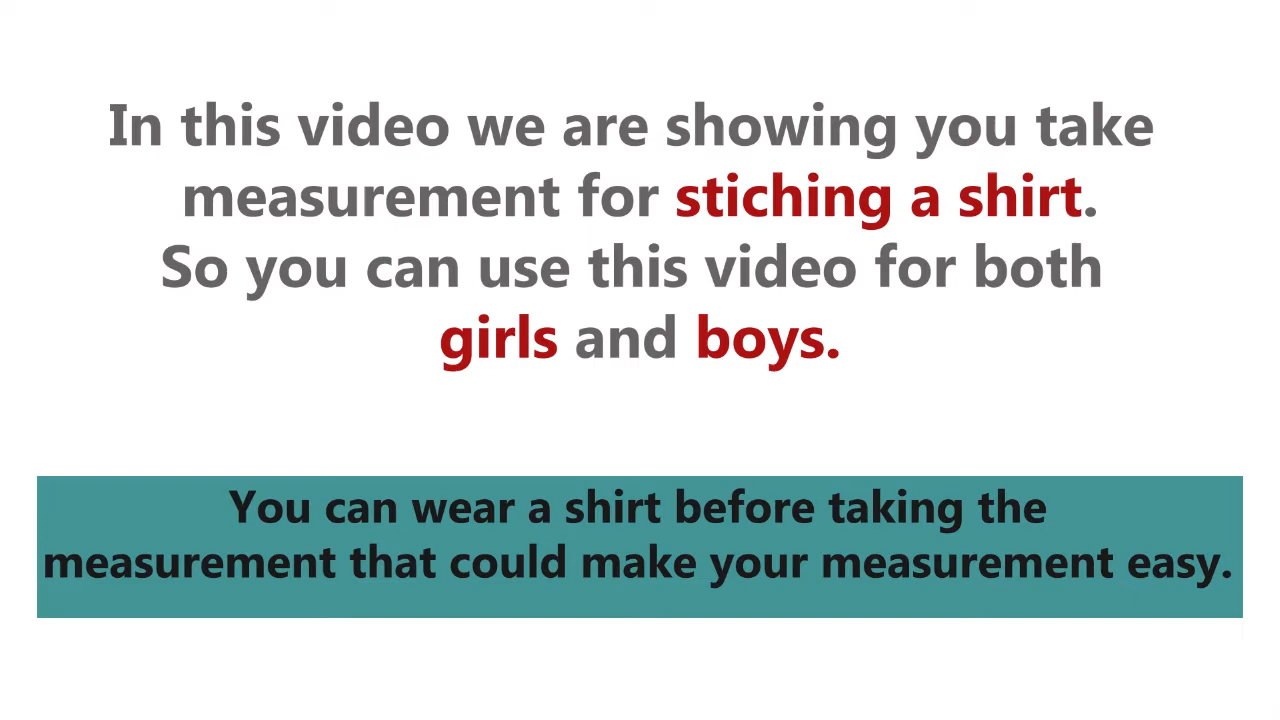 In this video we are showing you take
measurement for stiching a shirt.
So you can use this video for both
girls and boys.
You can wear a shirt before taking the
measurement that could make your measurement easy.